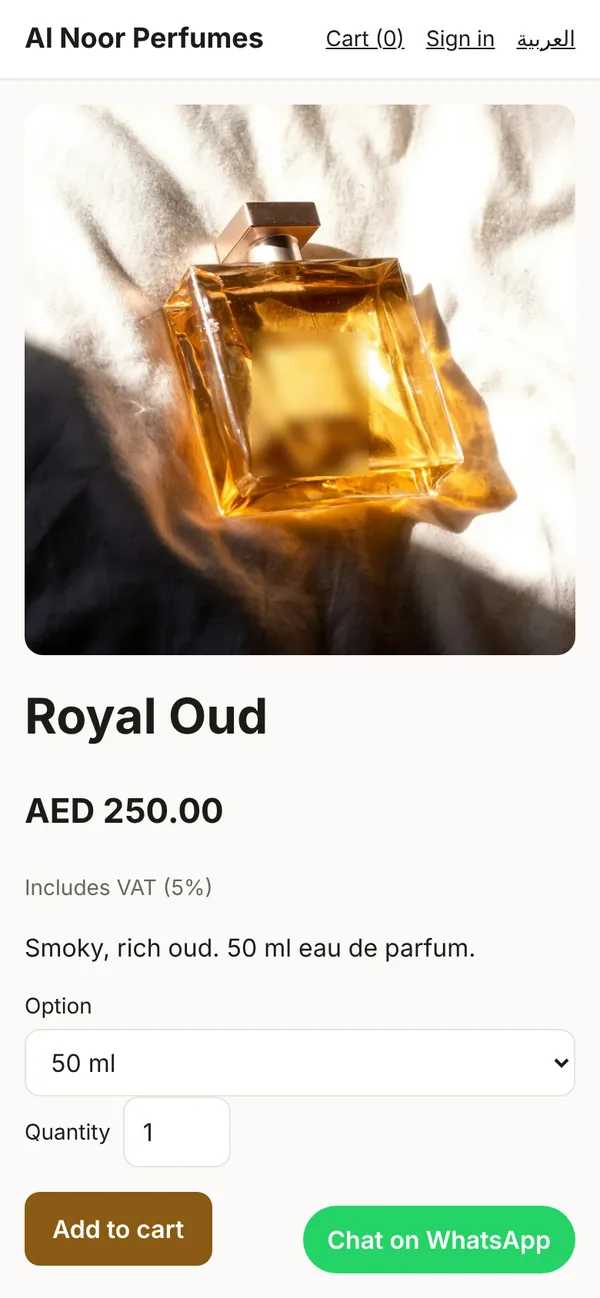 Al Noor Perfumes
Cart (0)
Sign in
العربية
Royal Oud
AED 250.00
Includes VAT (5%)
Smoky, rich oud. 50 ml eau de parfum.
Option
50 ml
Quantity 1
Add to cart
Chat on WhatsApp